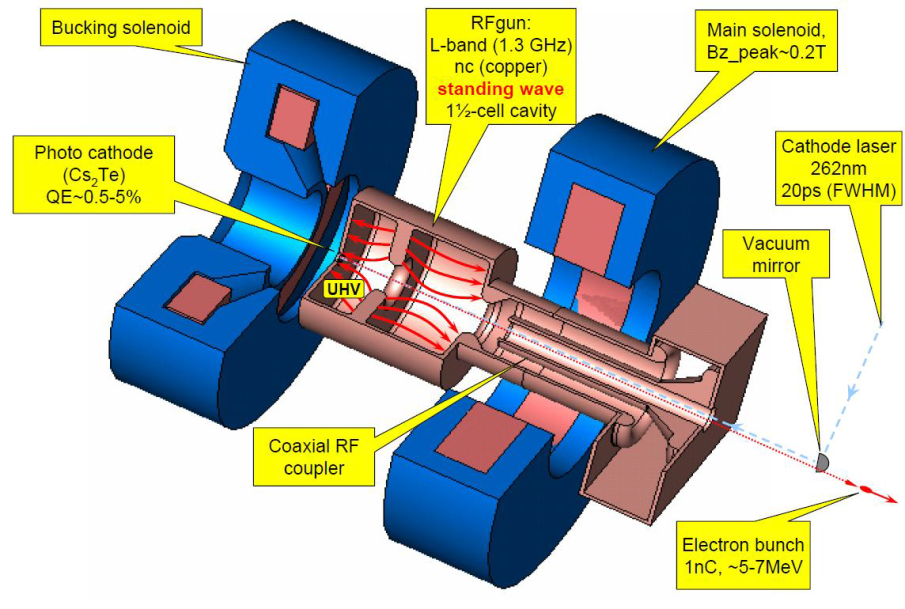 Bucking solenoid
RFgun:
L-band (1.3 GHz)
nc (copper)
standing wave
1½-cell cavity
Main solenoid,
Bz_peak~0.2T
Photo cathode
(Cs₂Te)
QE~0.5-5%
Cathode laser
262nm
20ps (FWHM)
Vacuum
mirror
UHV
Coaxial RF
coupler
Electron bunch
1nC, ~5-7MeV